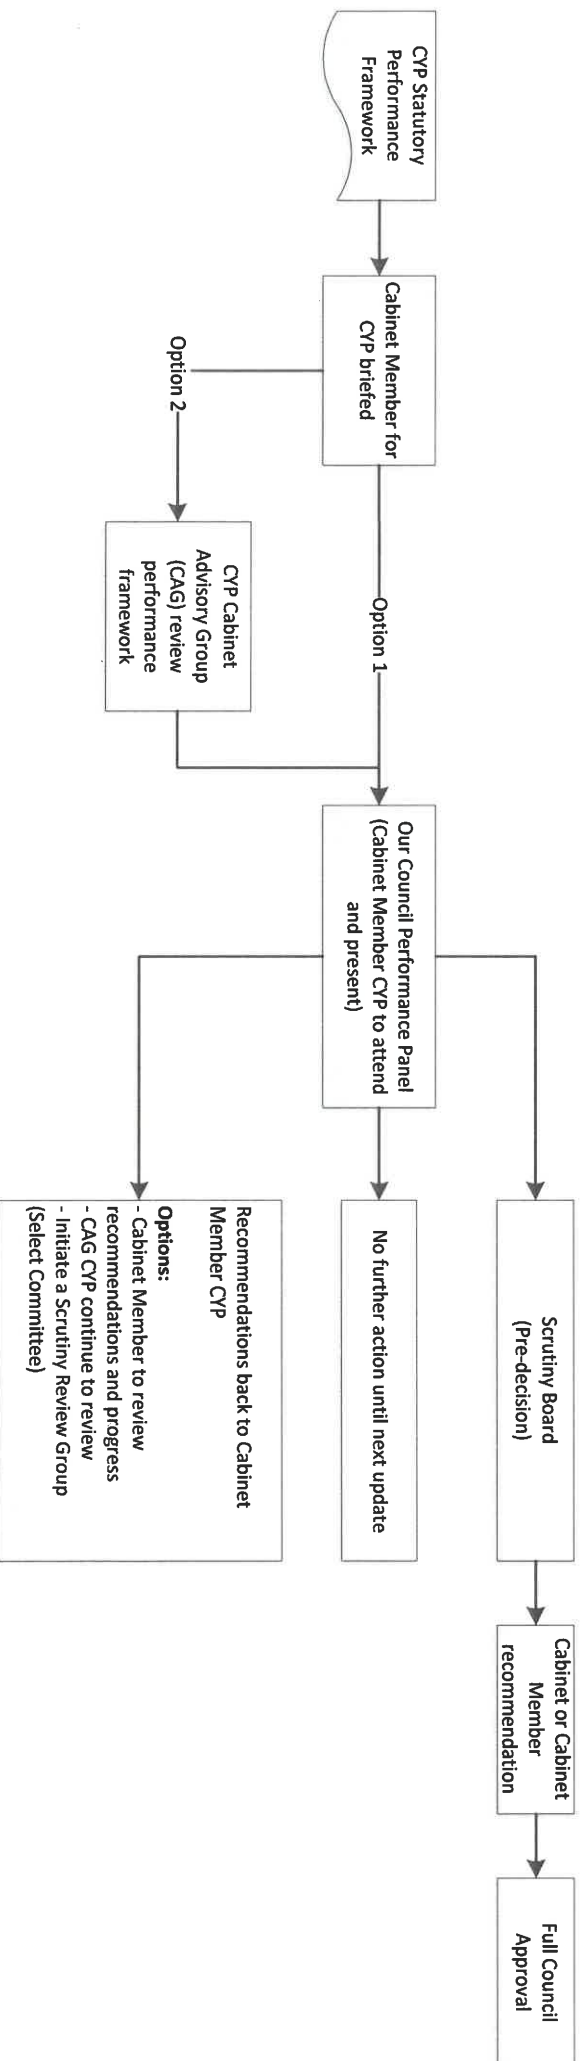 CYP Statutory
Performance
Framework
Cabinet Member for
CYP briefed
Option 1
Option 2
CYP Cabinet
Advisory Group
(CAG) review
performance
framework
Our Council Performance Panel
(Cabinet Member CYP to attend
and present)
Scrutiny Board
(Pre-decision)
Cabinet or Cabinet
Member
recommendation
Full Council
Approval
No further action until next update
Recommendations back to Cabinet
Member CYP
Options:
- Cabinet Member to review
recommendations and progress
- CAG CYP continue to review
- Initiate a Scrutiny Review Group
(Select Committee)